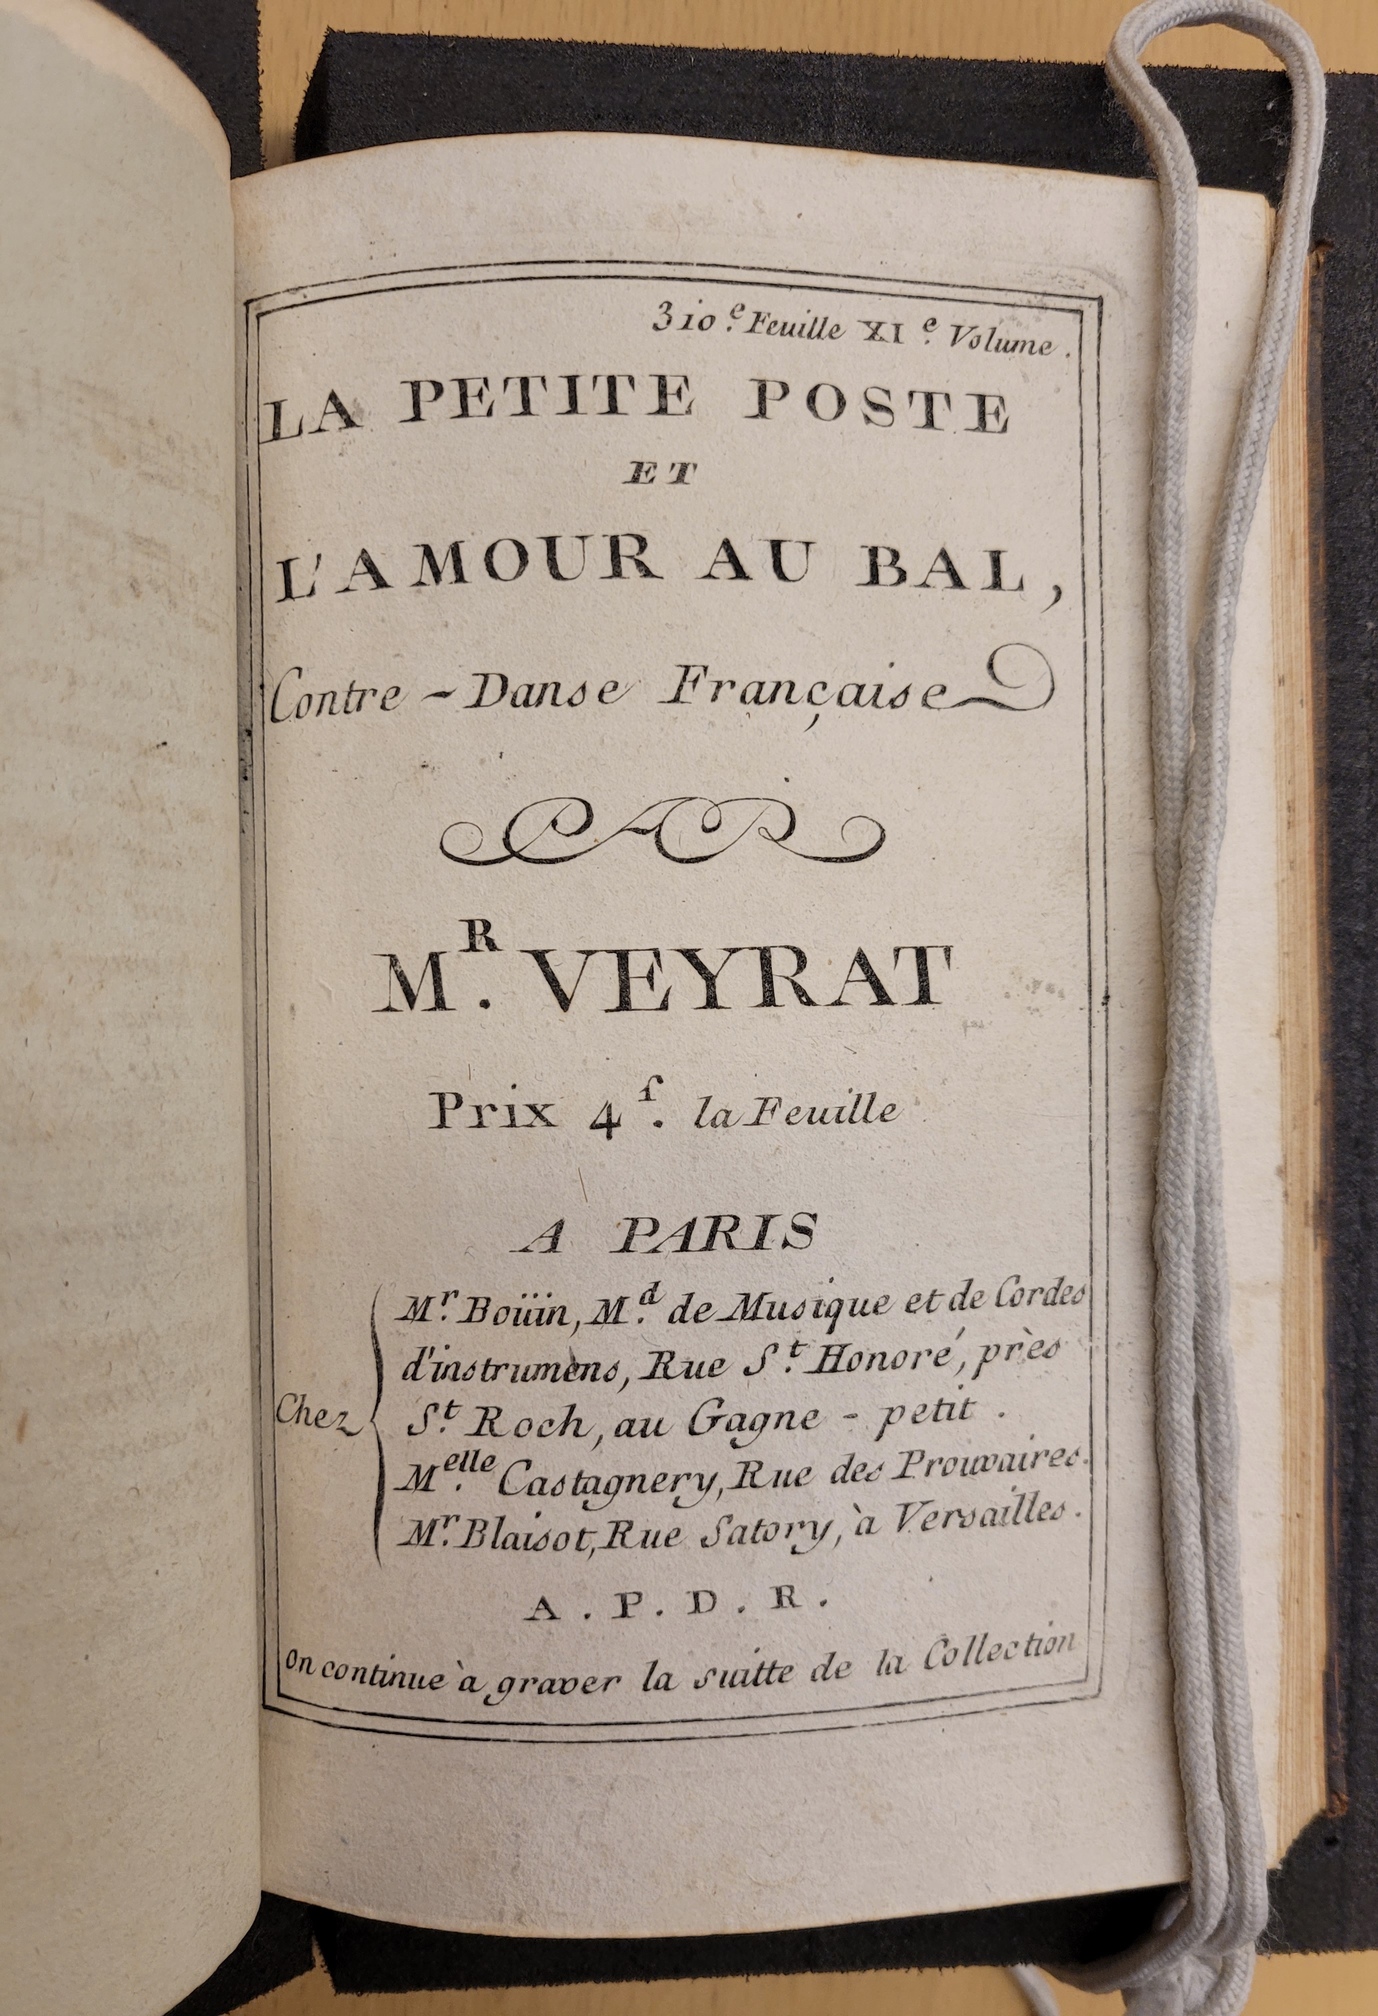 310.e Feuille XI.e Volume.
LA PETITE POSTE
ET
L'AMOUR AU BAL,
Contre-Danse Française
M.R VEYRAT
Prix 4.s la Feuille
A PARIS
Chez
M.r Boüin, M.d de Musique et de Cordes
d'instrumens, Rue S.t Honoré, près
S.t Roch, au Gagne-petit.
M.elle Castagnery, Rue des Prouvaires.
M.r Blaisot, Rue Satory, à Versailles.
A.P.D.R.
On continue à graver la suitte de la Collection